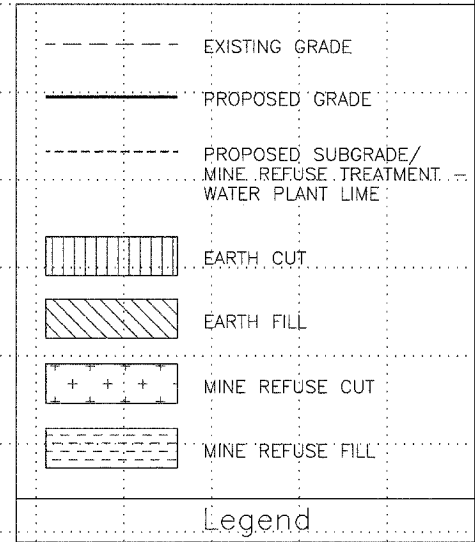 EXISTING GRADE
PROPOSED GRADE
PROPOSED SUBGRADE/
MINE REFUSE TREATMENT –
WATER PLANT LIME
EARTH CUT
EARTH FILL
MINE REFUSE CUT
MINE REFUSE FILL
Legend